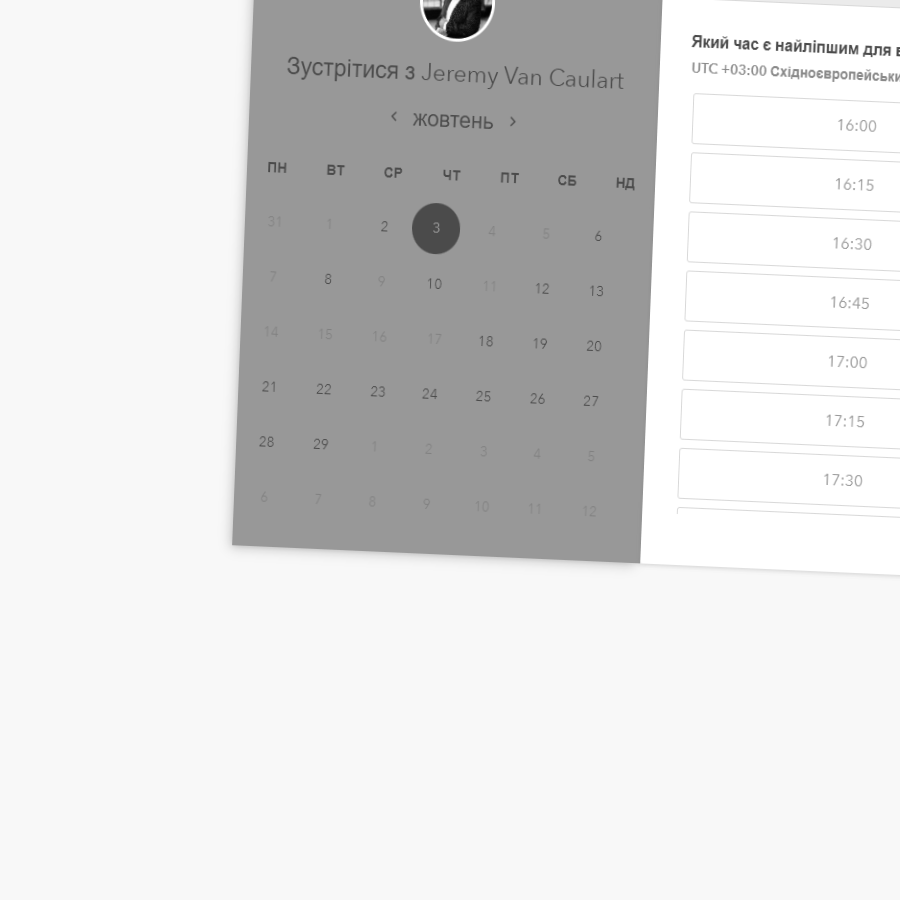 Зустрітися з Jeremy Van Caulart
‹ жовтень ›
ПН ВТ СР ЧТ ПТ СБ НД
31 1 2 3 4 5 6
7 8 9 10 11 12 13
14 15 16 17 18 19 20
21 22 23 24 25 26 27
28 29 1 2 3 4 5
6 7 8 9 10 11 12
Який час є найліпшим для
UTC +03:00
16:00
16:15
16:30
16:45
17:00
17:15
17:30